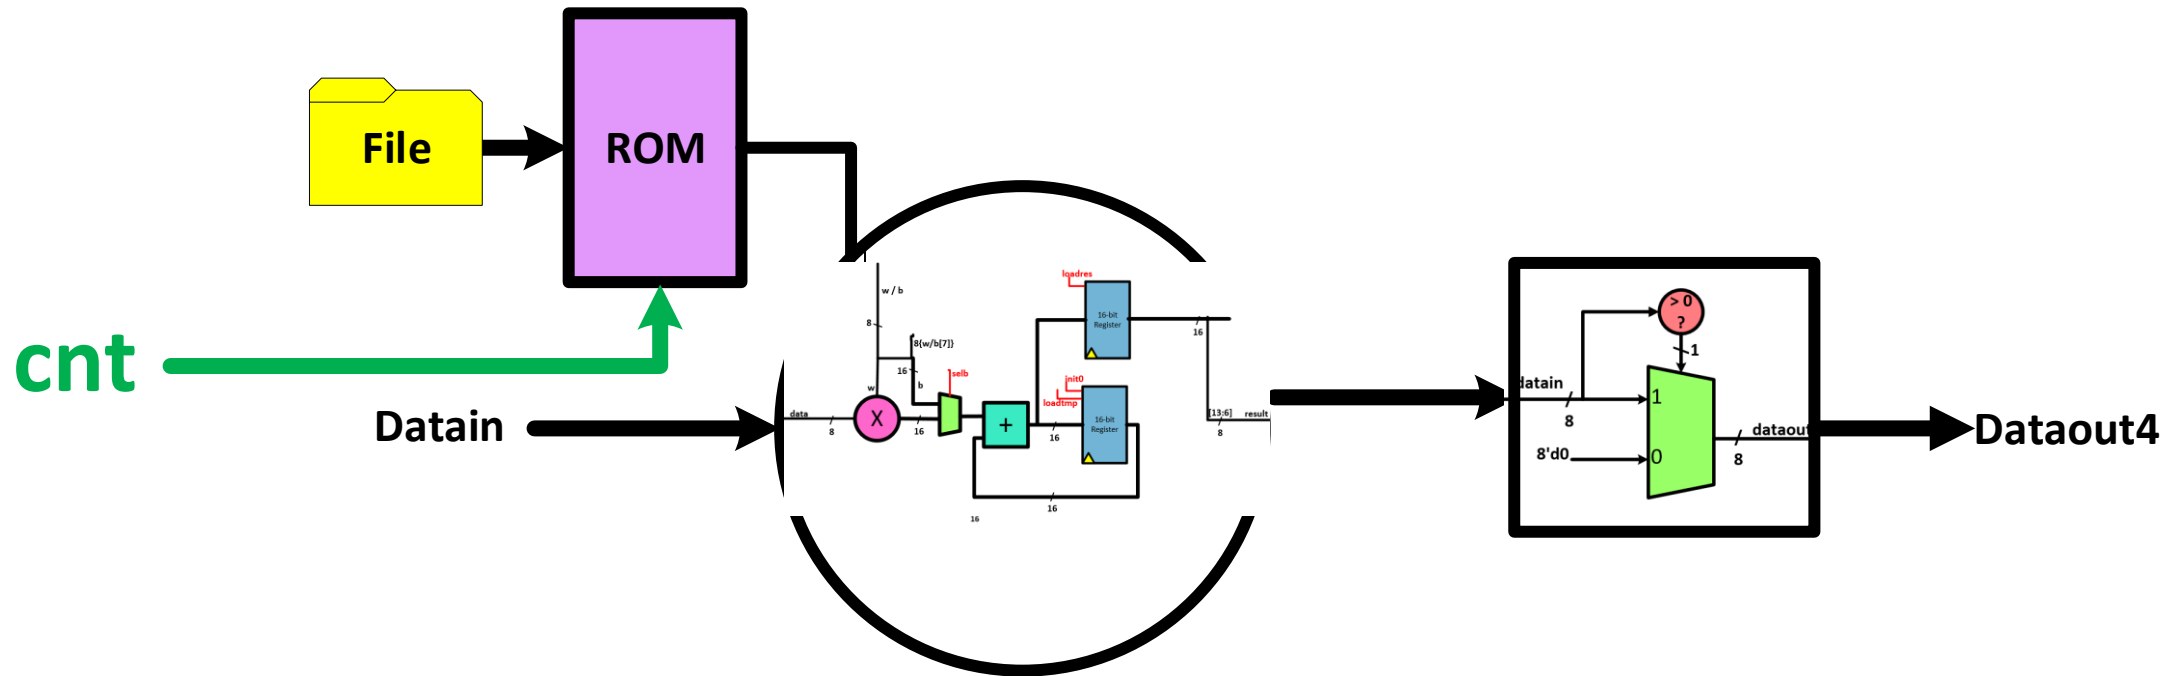 File
ROM
cnt
Datain
w / b
8
8{w/b[7]}
16
b
w
selb
data
8
X
16
+
16
loadres
16-bit
Register
init0
loadtmp
16-bit
Register
16
16
16
[13:6]
result
8
datain
8
8'd0
> 0
?
1
1
0
dataout
8
Dataout4